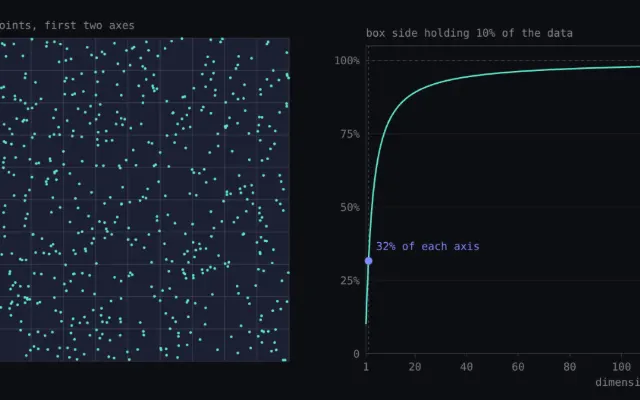 oints, first two axes
box side holding 10% of the data
100%
75%
50%
32% of each axis
25%
0
1 20 40 60 80 100
dimensi